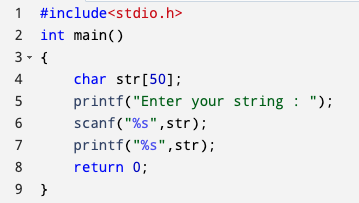 1 #include<stdio.h>
2 int main()
3 {
4     char str[50];
5     printf("Enter your string : ");
6     scanf("%s",str);
7     printf("%s",str);
8     return 0;
9 }